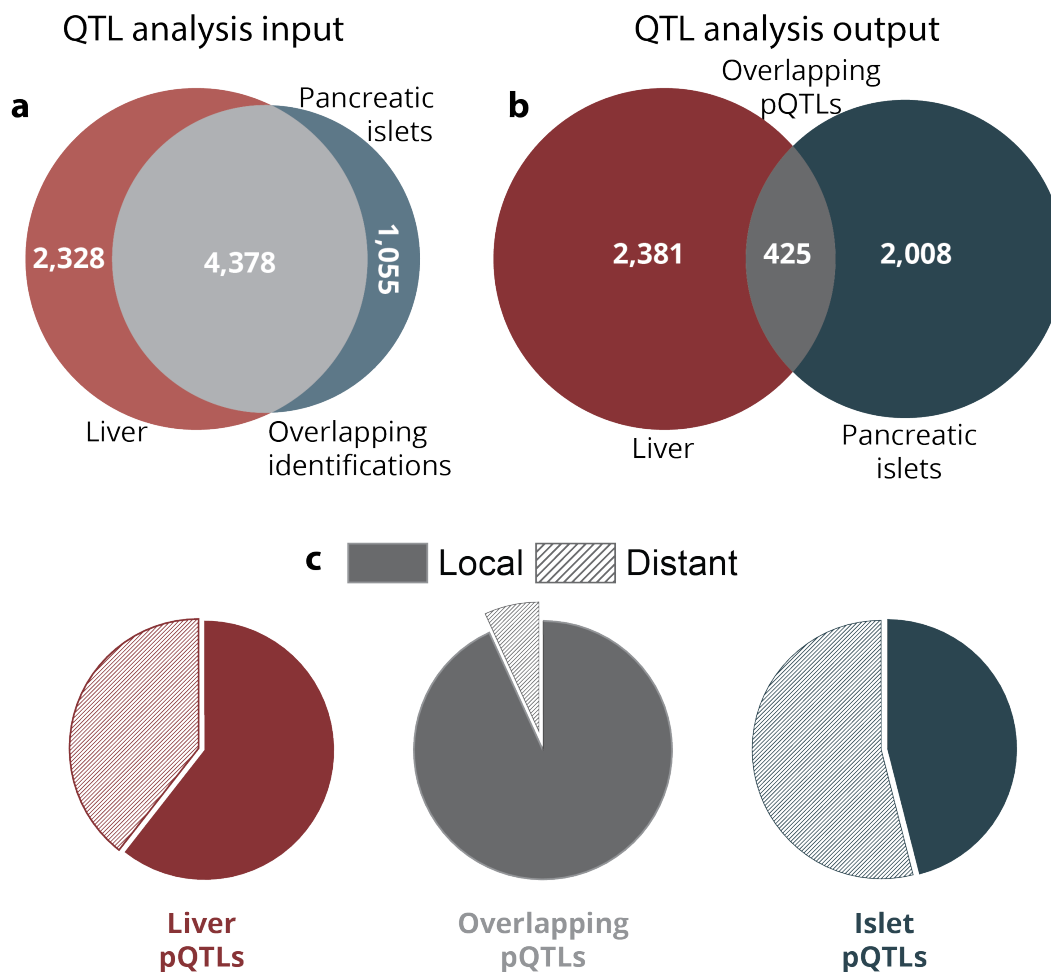 QTL analysis input
QTL analysis output
a
Pancreatic
islets
2,328
4,378
1,055
Liver
Overlapping
identifications
b
Overlapping
pQTLs
2,381
425
2,008
Liver
Pancreatic
islets
c
Local
Distant
Liver
pQTLs
Overlapping
pQTLs
Islet
pQTLs